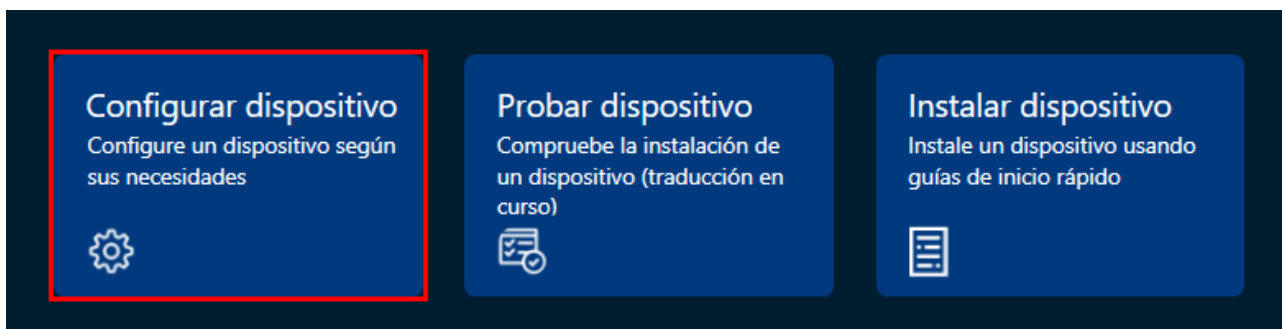 Configurar dispositivo
Configure un dispositivo según
sus necesidades
Probar dispositivo
Compruebe la instalación de
un dispositivo (traducción en
curso)
Instalar dispositivo
Instale un dispositivo usando
guías de inicio rápido